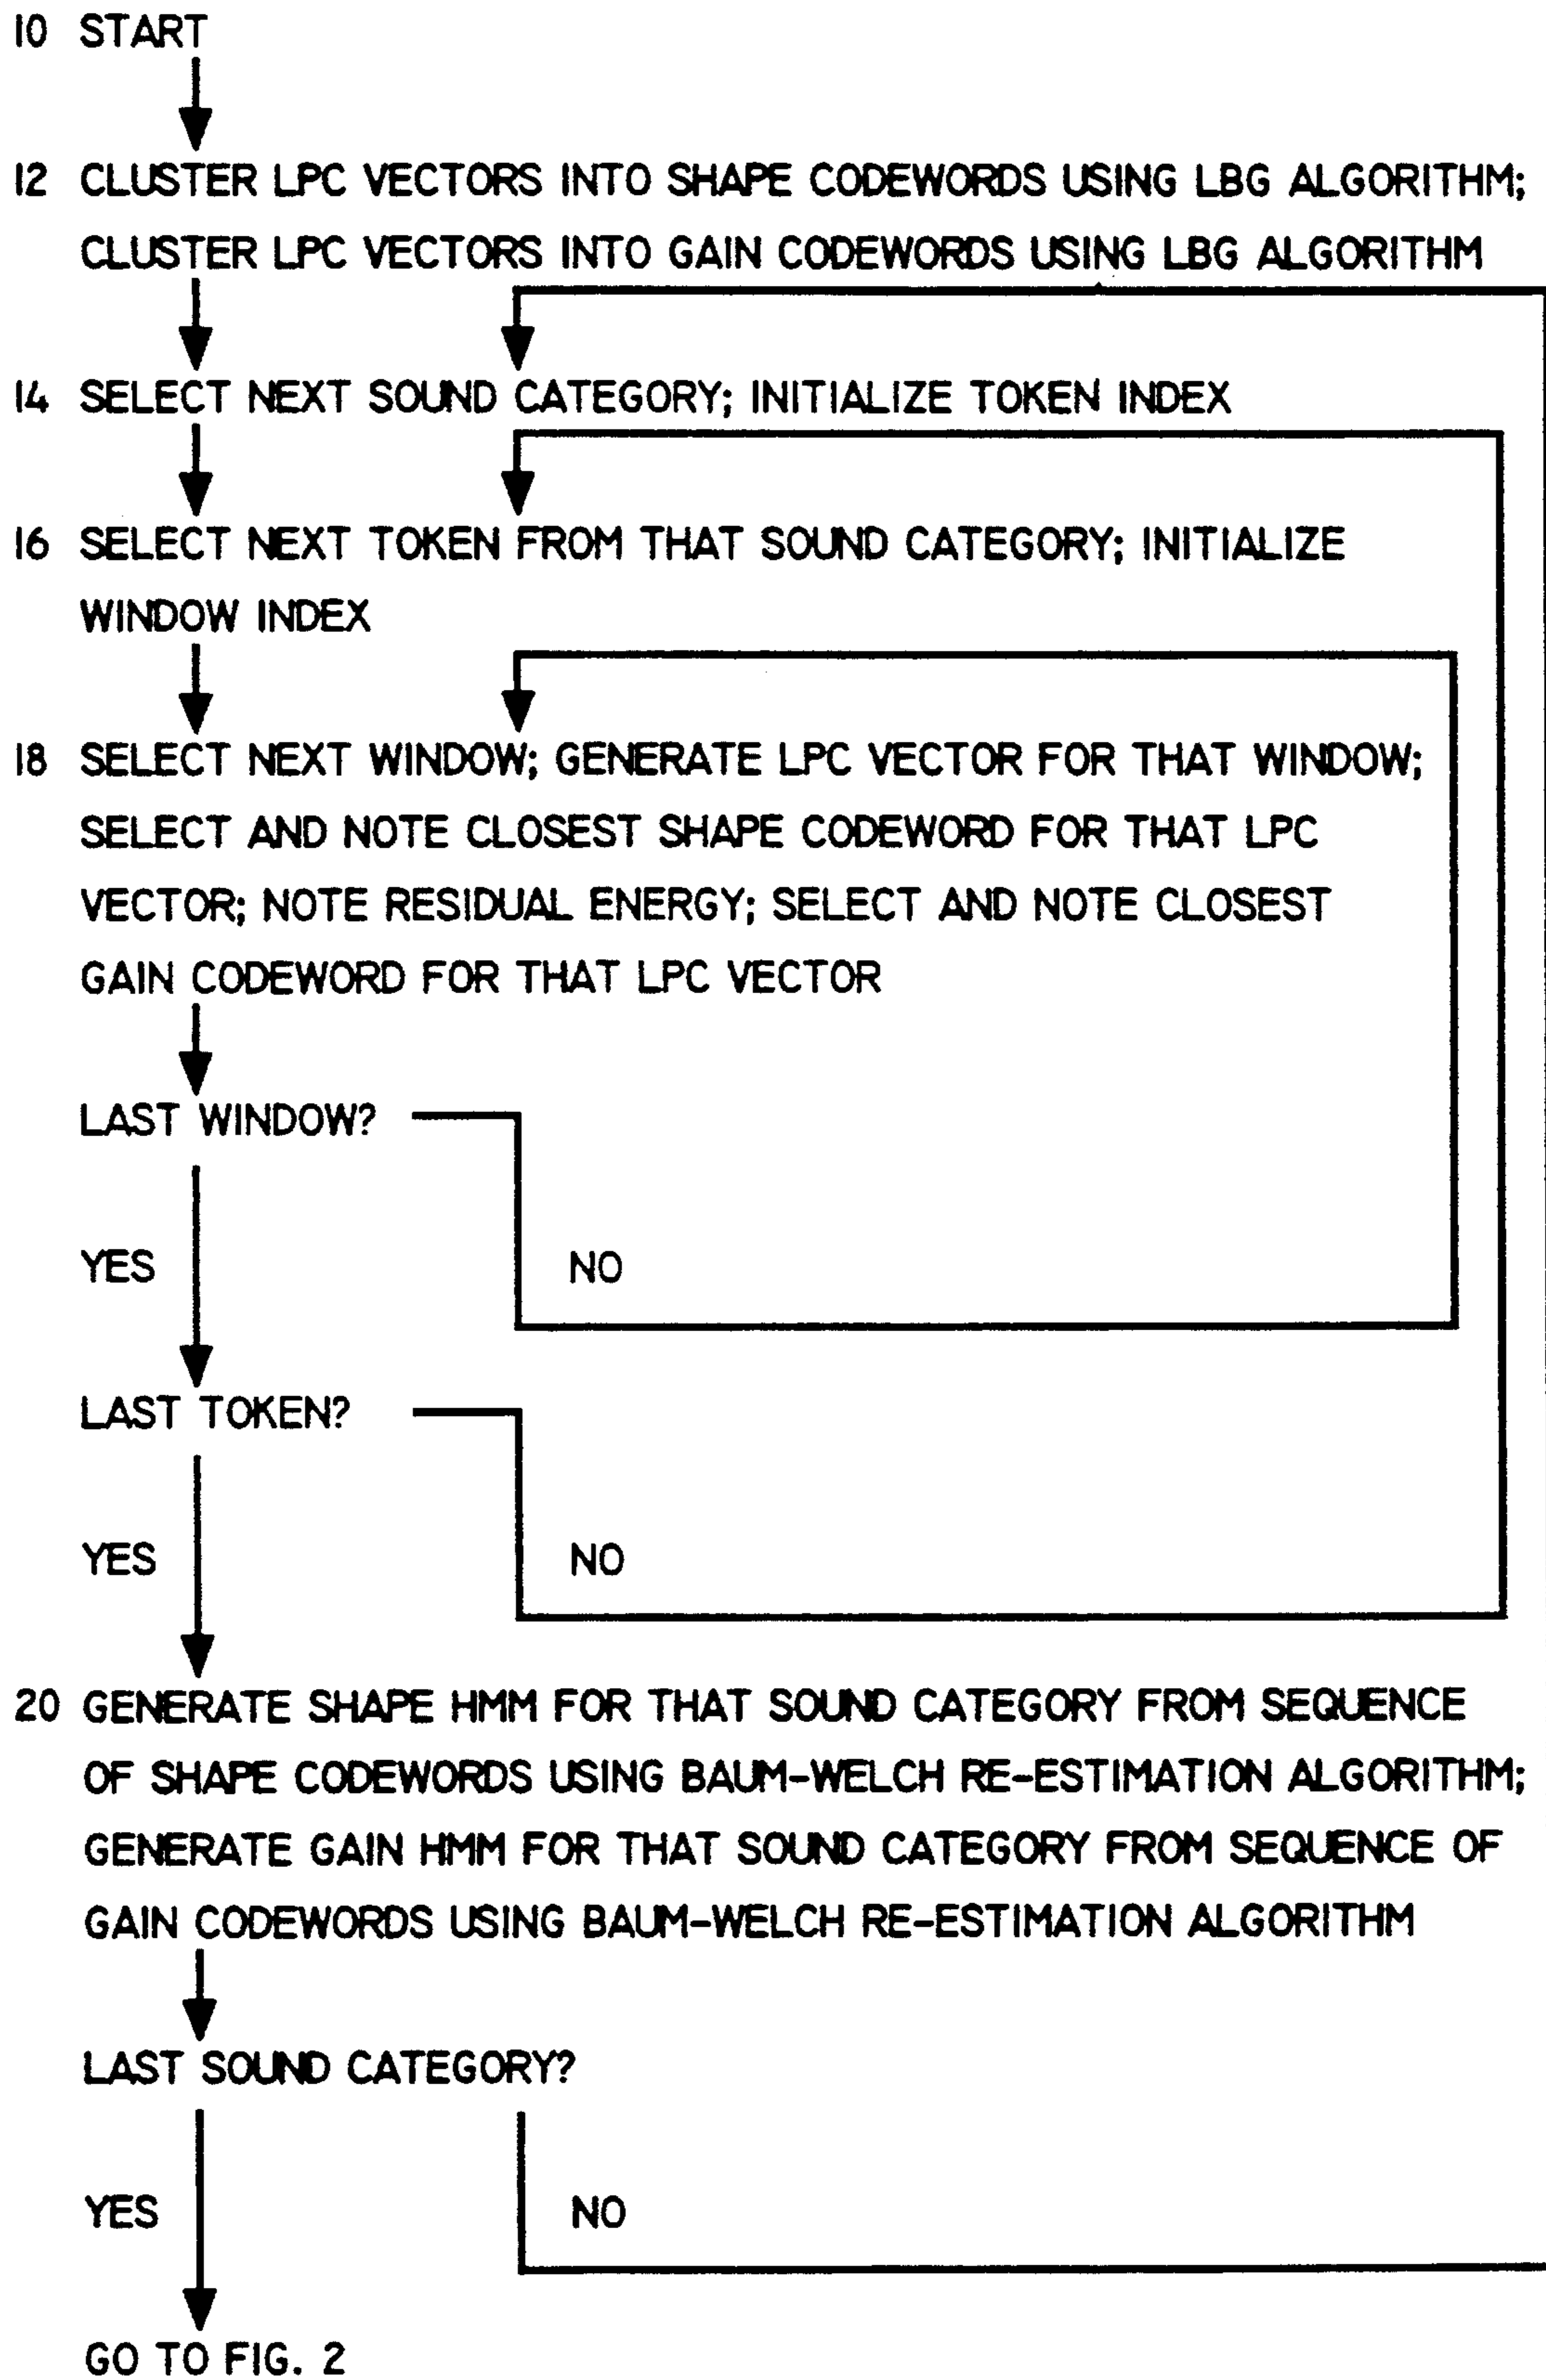 10 START
12 CLUSTER LPC VECTORS INTO SHAPE CODEWORDS USING LBG ALGORITHM;
CLUSTER LPC VECTORS INTO GAIN CODEWORDS USING LBG ALGORITHM
14 SELECT NEXT SOUND CATEGORY; INITIALIZE TOKEN INDEX
16 SELECT NEXT TOKEN FROM THAT SOUND CATEGORY; INITIALIZE
WINDOW INDEX
18 SELECT NEXT WINDOW; GENERATE LPC VECTOR FOR THAT WINDOW;
SELECT AND NOTE CLOSEST SHAPE CODEWORD FOR THAT LPC
VECTOR; NOTE RESIDUAL ENERGY; SELECT AND NOTE CLOSEST
GAIN CODEWORD FOR THAT LPC VECTOR
LAST WINDOW?
YES NO
LAST TOKEN?
YES NO
20 GENERATE SHAPE HMM FOR THAT SOUND CATEGORY FROM SEQUENCE
OF SHAPE CODEWORDS USING BAUM-WELCH RE-ESTIMATION ALGORITHM;
GENERATE GAIN HMM FOR THAT SOUND CATEGORY FROM SEQUENCE OF
GAIN CODEWORDS USING BAUM-WELCH RE-ESTIMATION ALGORITHM
LAST SOUND CATEGORY?
YES NO
GO TO FIG. 2